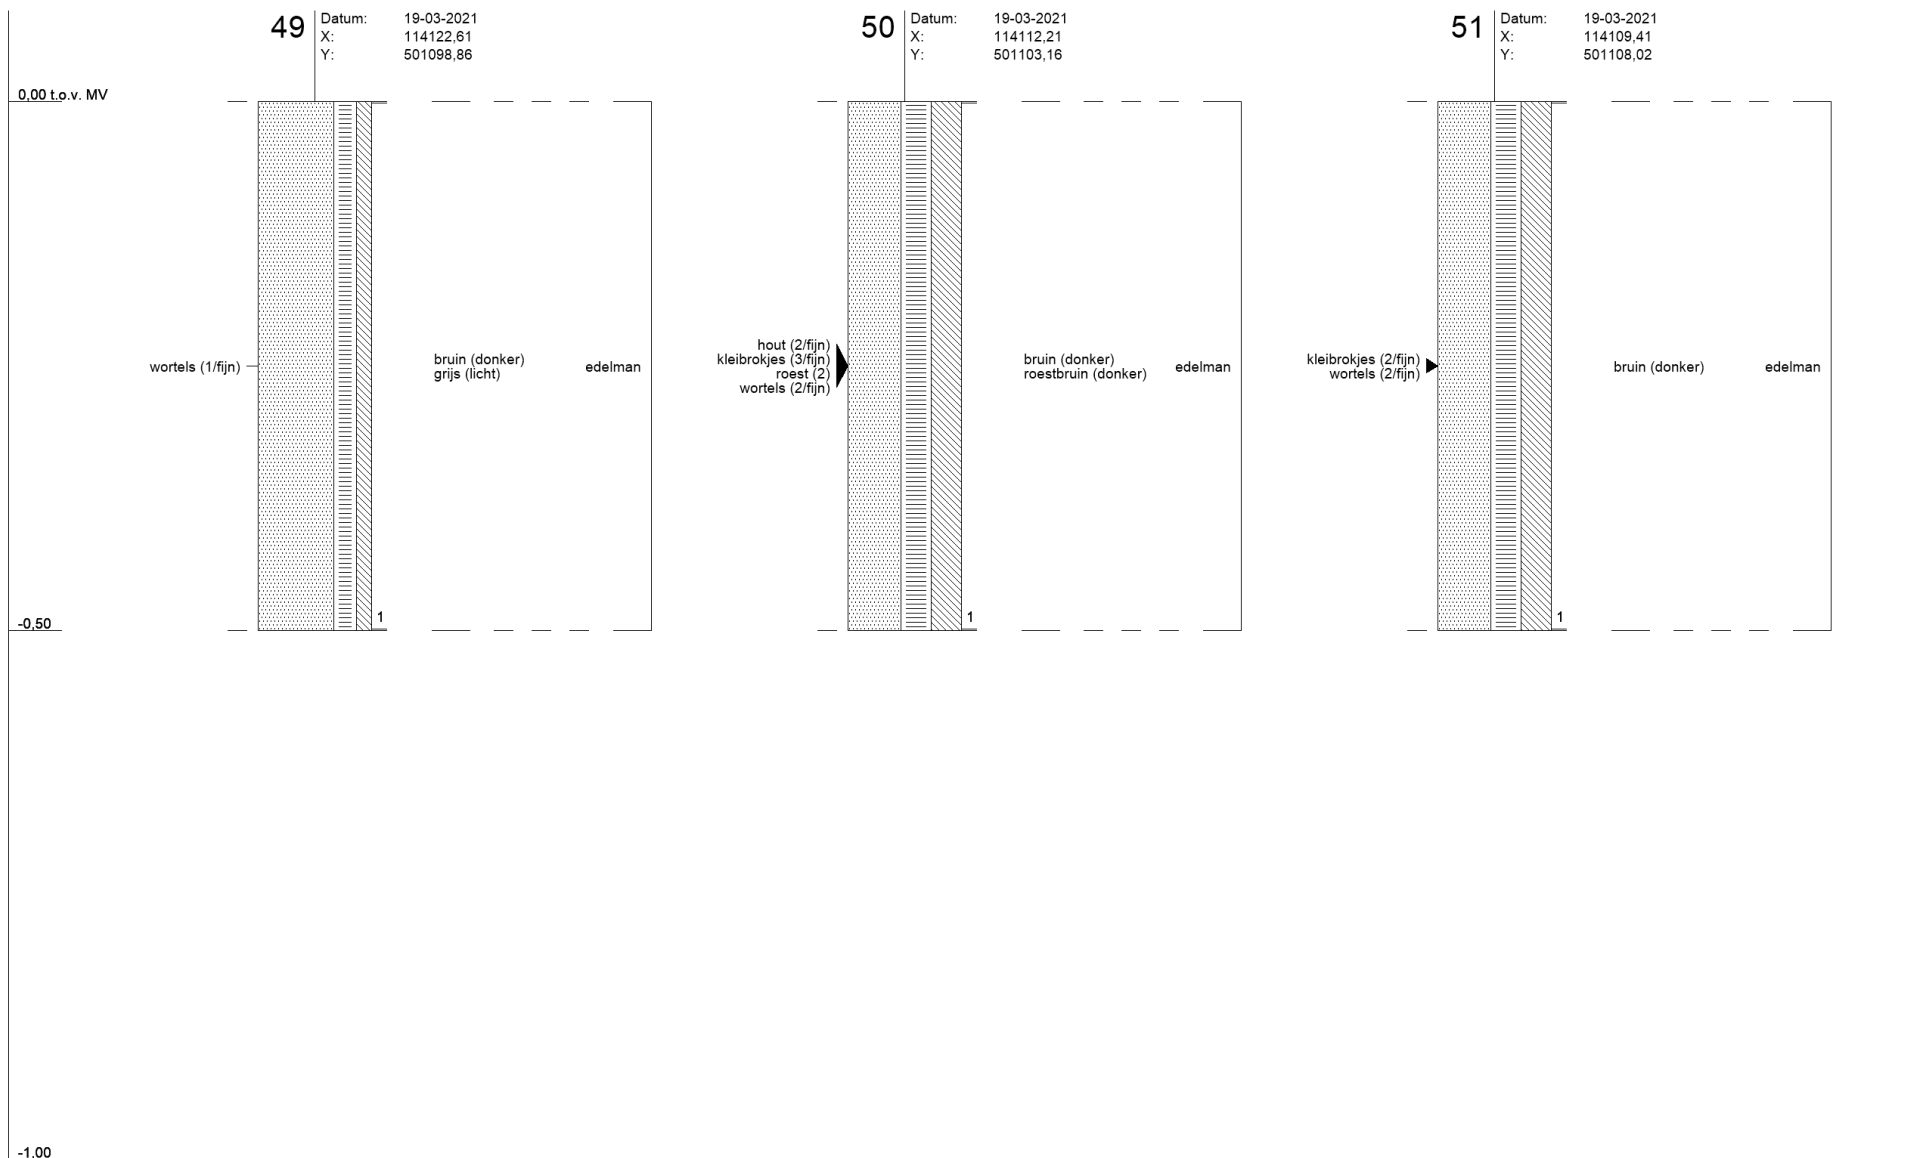 49
Datum: 19-03-2021
X: 114122,61
Y: 501098,86
50
Datum: 19-03-2021
X: 114112,21
Y: 501103,16
51
Datum: 19-03-2021
X: 114109,41
Y: 501108,02
0,00 t.o.v. MV
wortels (1/fijn)
bruin (donker)
grijs (licht)
edelman
1
hout (2/fijn)
kleibrokjes (3/fijn)
roest (2)
wortels (2/fijn)
bruin (donker)
roestbruin (donker)
edelman
1
kleibrokjes (2/fijn)
wortels (2/fijn)
bruin (donker)
edelman
1
-0,50
-1,00